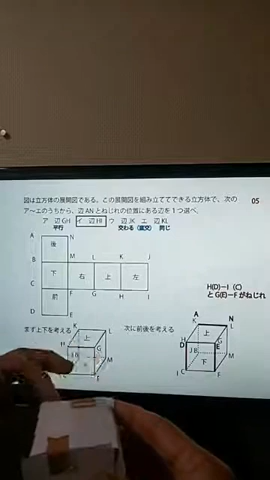 図は立方体の展開図である。この展開図を組み立ててできる立方体で、次の
ア～エのうちから、辺ANとねじれの位置にある辺を1つ選べ。
05
ア 辺GH イ 辺HI ウ 辺JK エ 辺KL
平行 交わる(直交) 同じ
A N
後
B M L K J
下 右 上 左
C F G H I
前
D E
H(D)ーI (C)
と G(E)ーFがねじれ
まず上下を考える
次に前後を考える
K L
上
H G
J B M
F
A N
K L
上
H G
D E
J B M
下
I C F